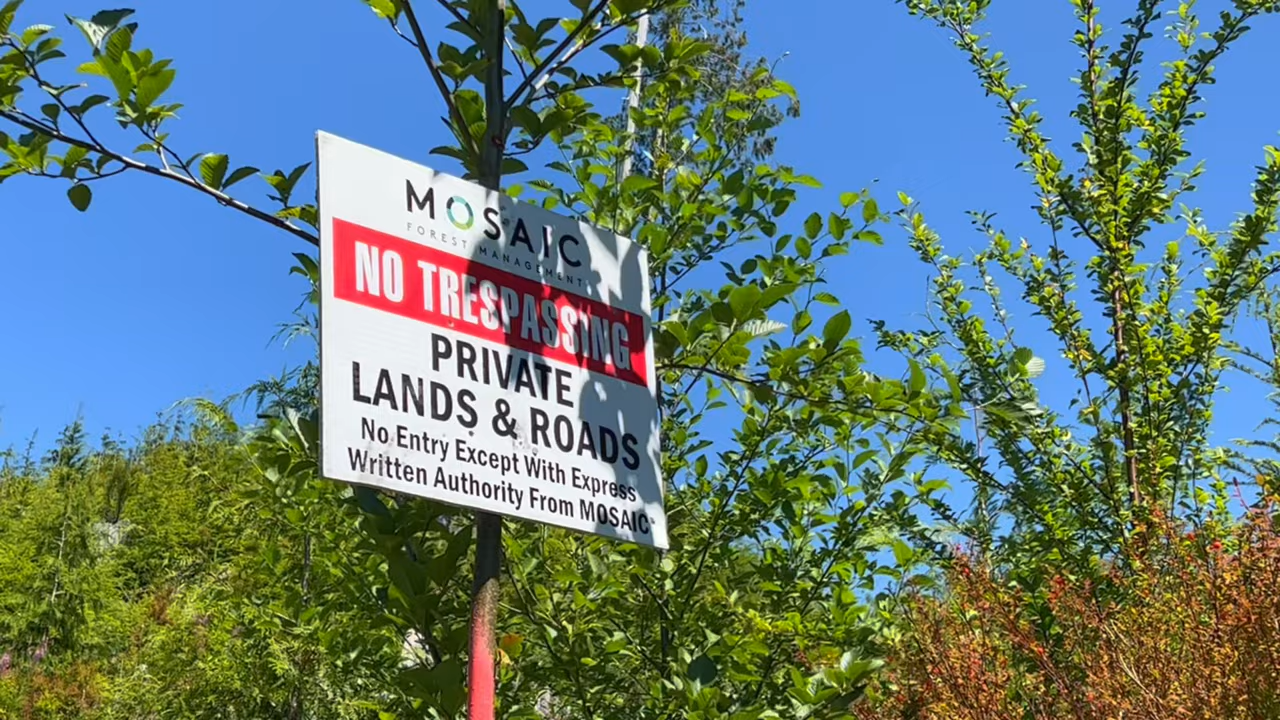 MOSAIC
FOREST MANAGEMENT
NO TRESPASSING
PRIVATE
LANDS & ROADS
No Entry Except With Express
Written Authority From MOSAIC